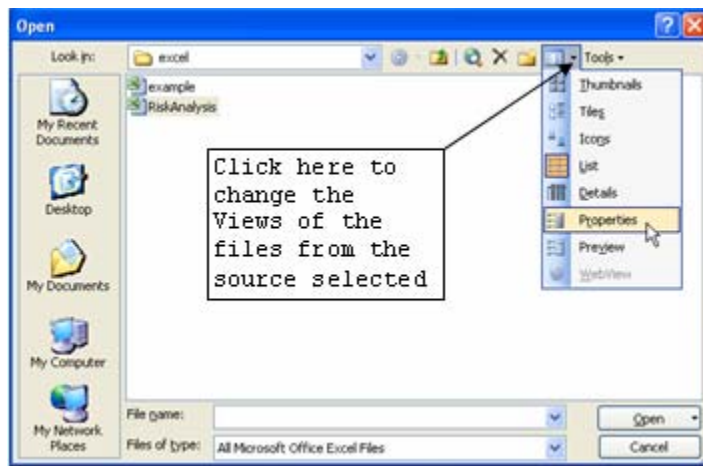 Open
Look in:
excel
Tools
example
RiskAnalysis
My Recent
Documents
Desktop
My Documents
My Computer
My Network
Places
Click here to
change the
Views of the
files from the
source selected
Thumbnails
Tiles
Icons
List
Details
Properties
Preview
WebView
File name:
Open
Files of type:
All Microsoft Office Excel Files
Cancel